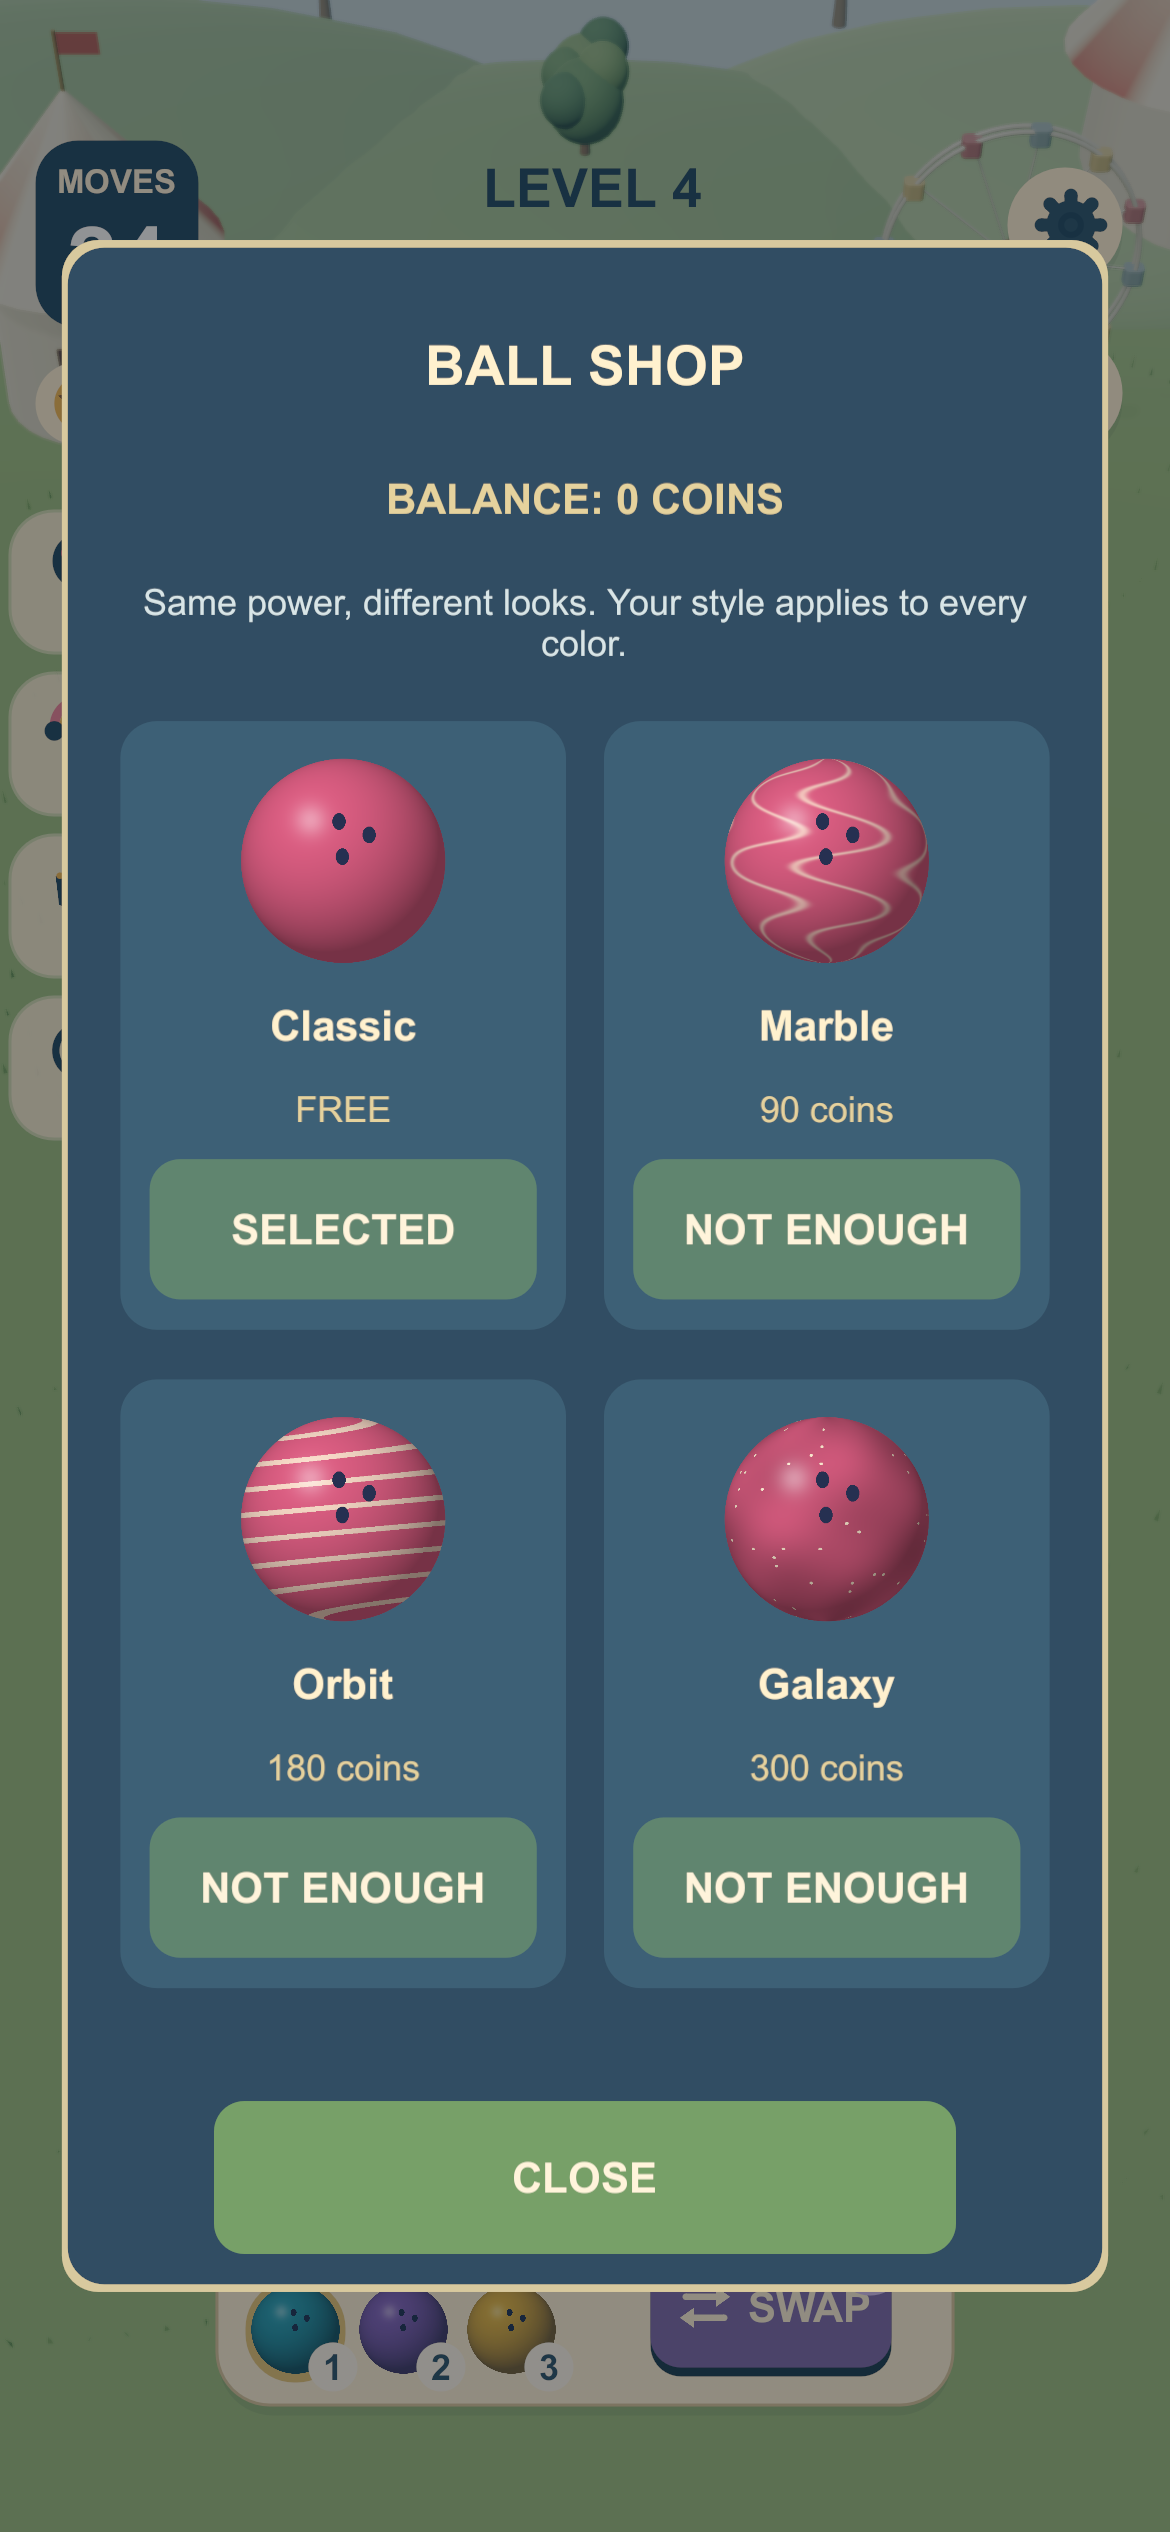 MOVES
LEVEL 4
BALL SHOP
BALANCE: 0 COINS
Same power, different looks. Your style applies to every
color.
Classic
FREE
SELECTED
Marble
90 coins
NOT ENOUGH
Orbit
180 coins
NOT ENOUGH
Galaxy
300 coins
NOT ENOUGH
CLOSE
1
2
3
SWAP